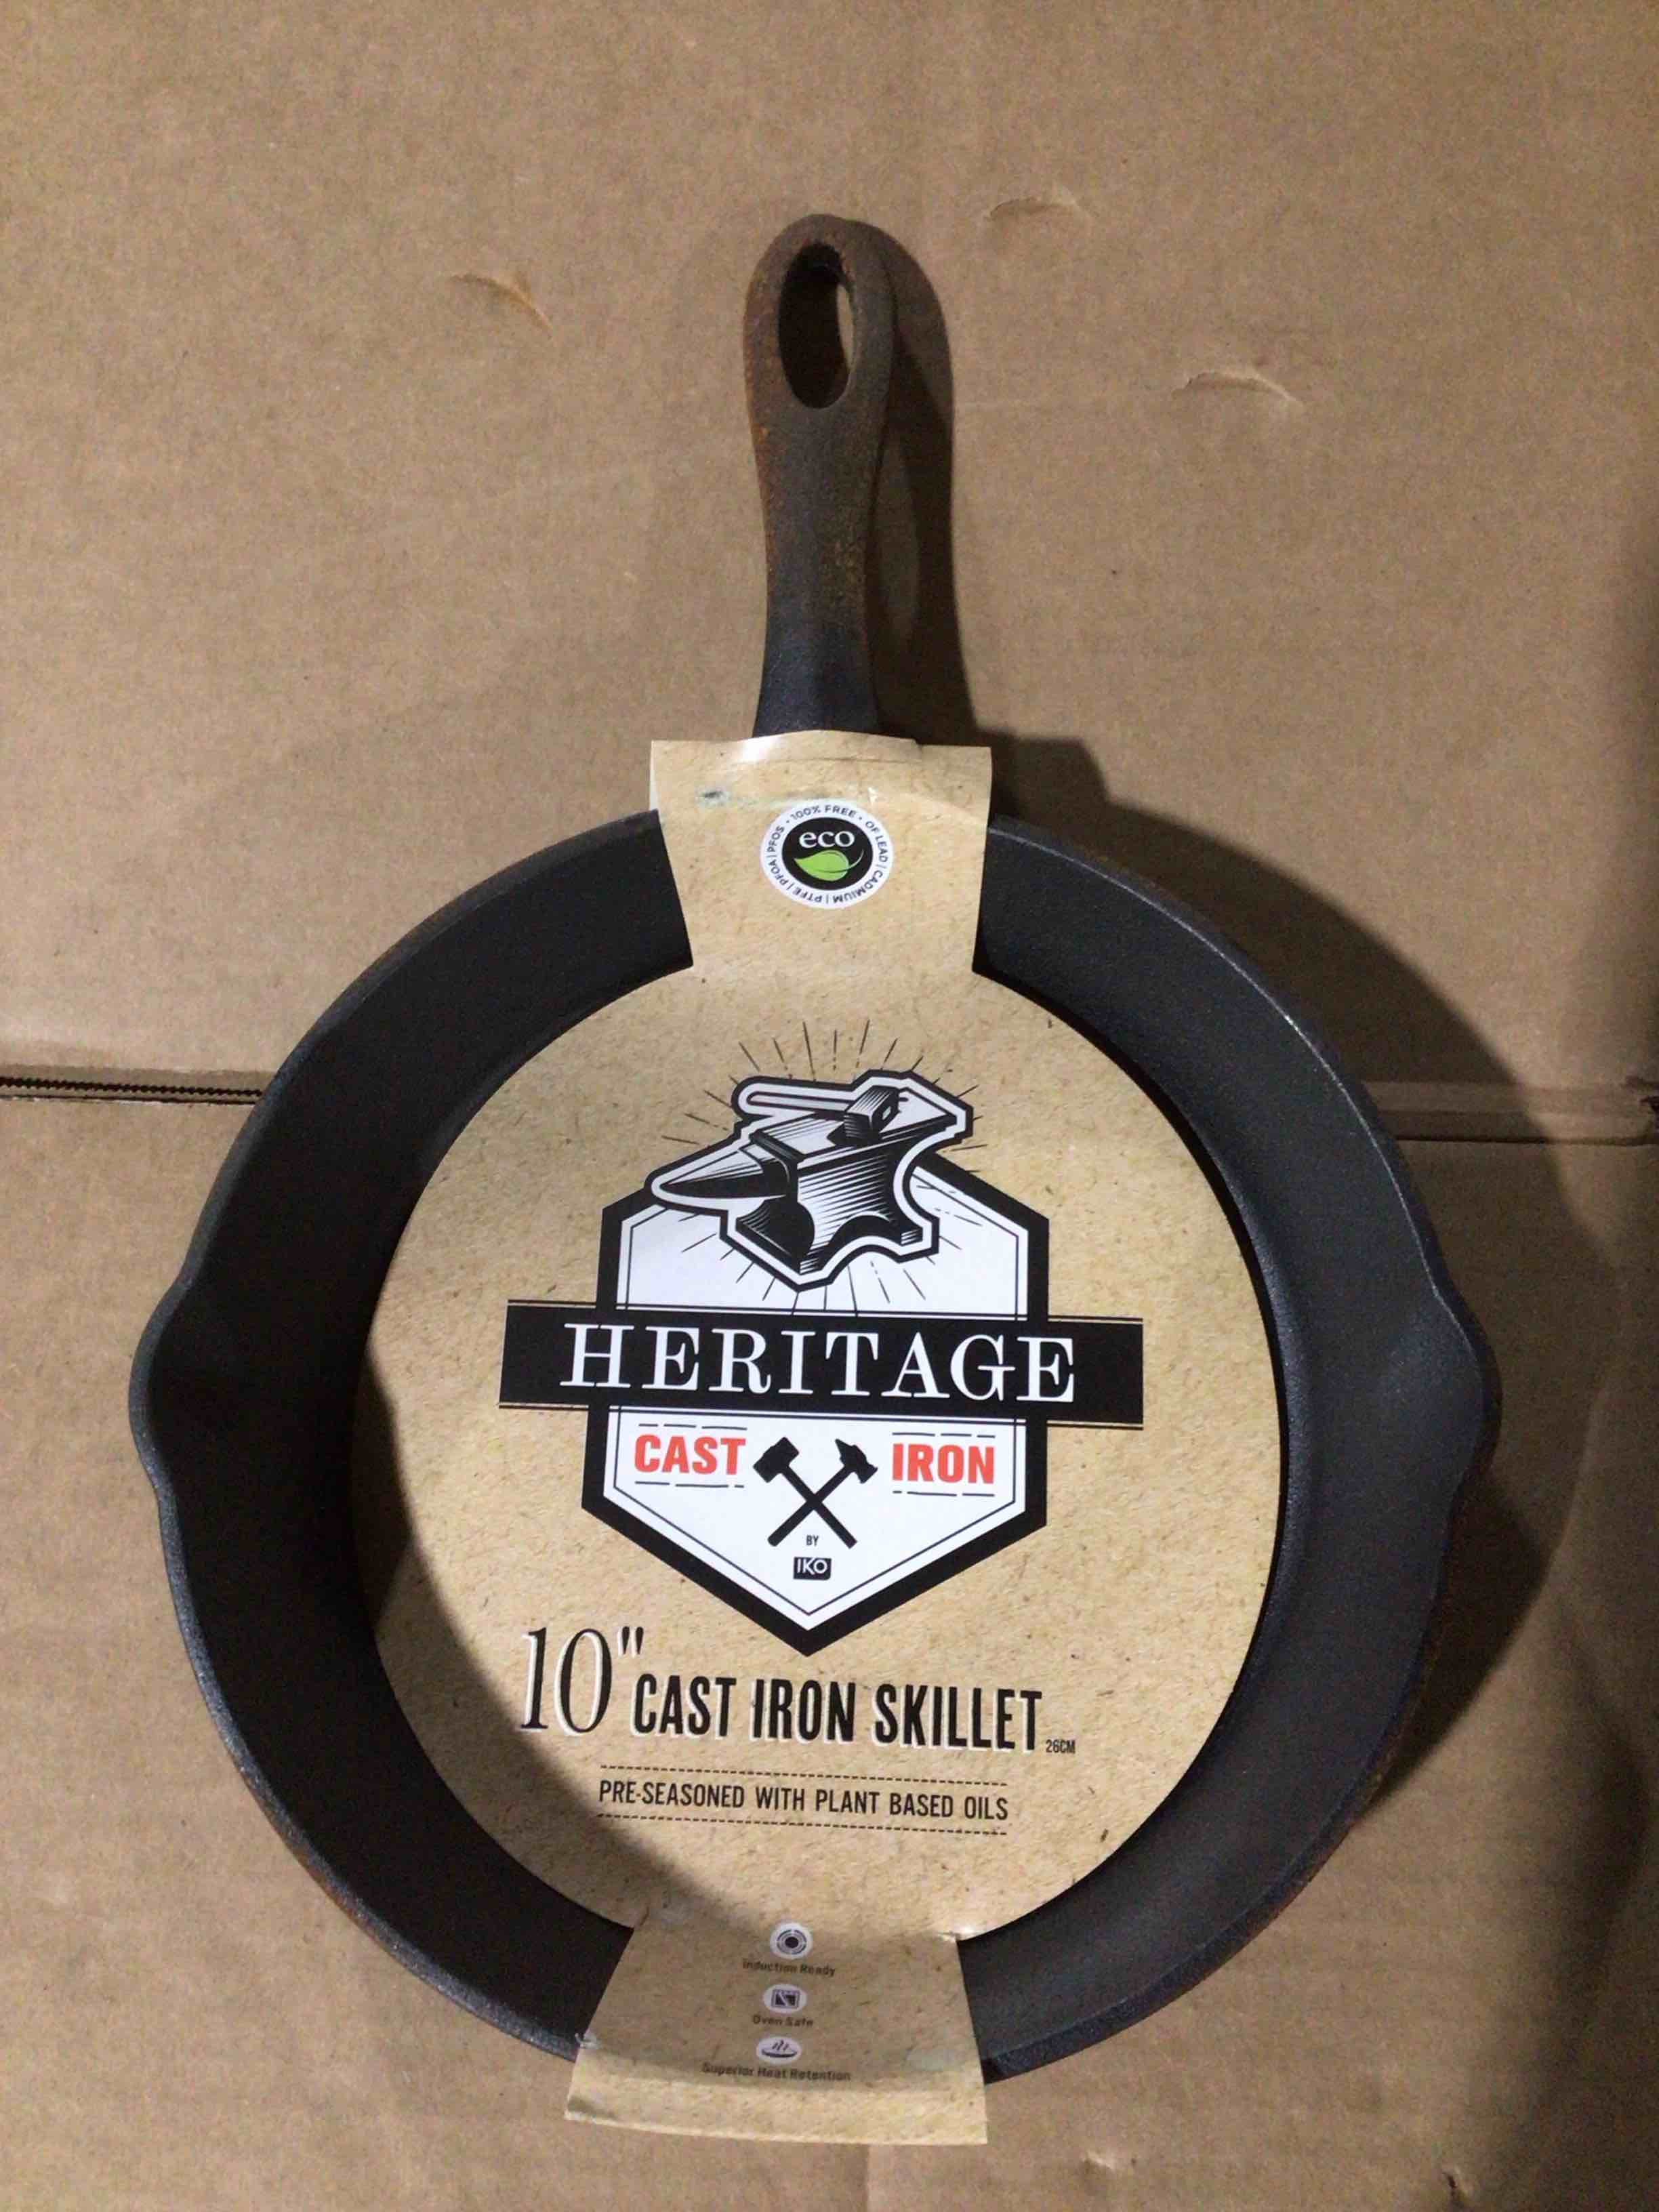 100% FREE • OF LEAD | CADMIUM | PTFE | PFOA | PFOS •
eco
HERITAGE
CAST IRON
BY
IKO
10" CAST IRON SKILLET 26CM
PRE-SEASONED WITH PLANT BASED OILS
Induction Ready
Oven Safe
Superior Heat Retention